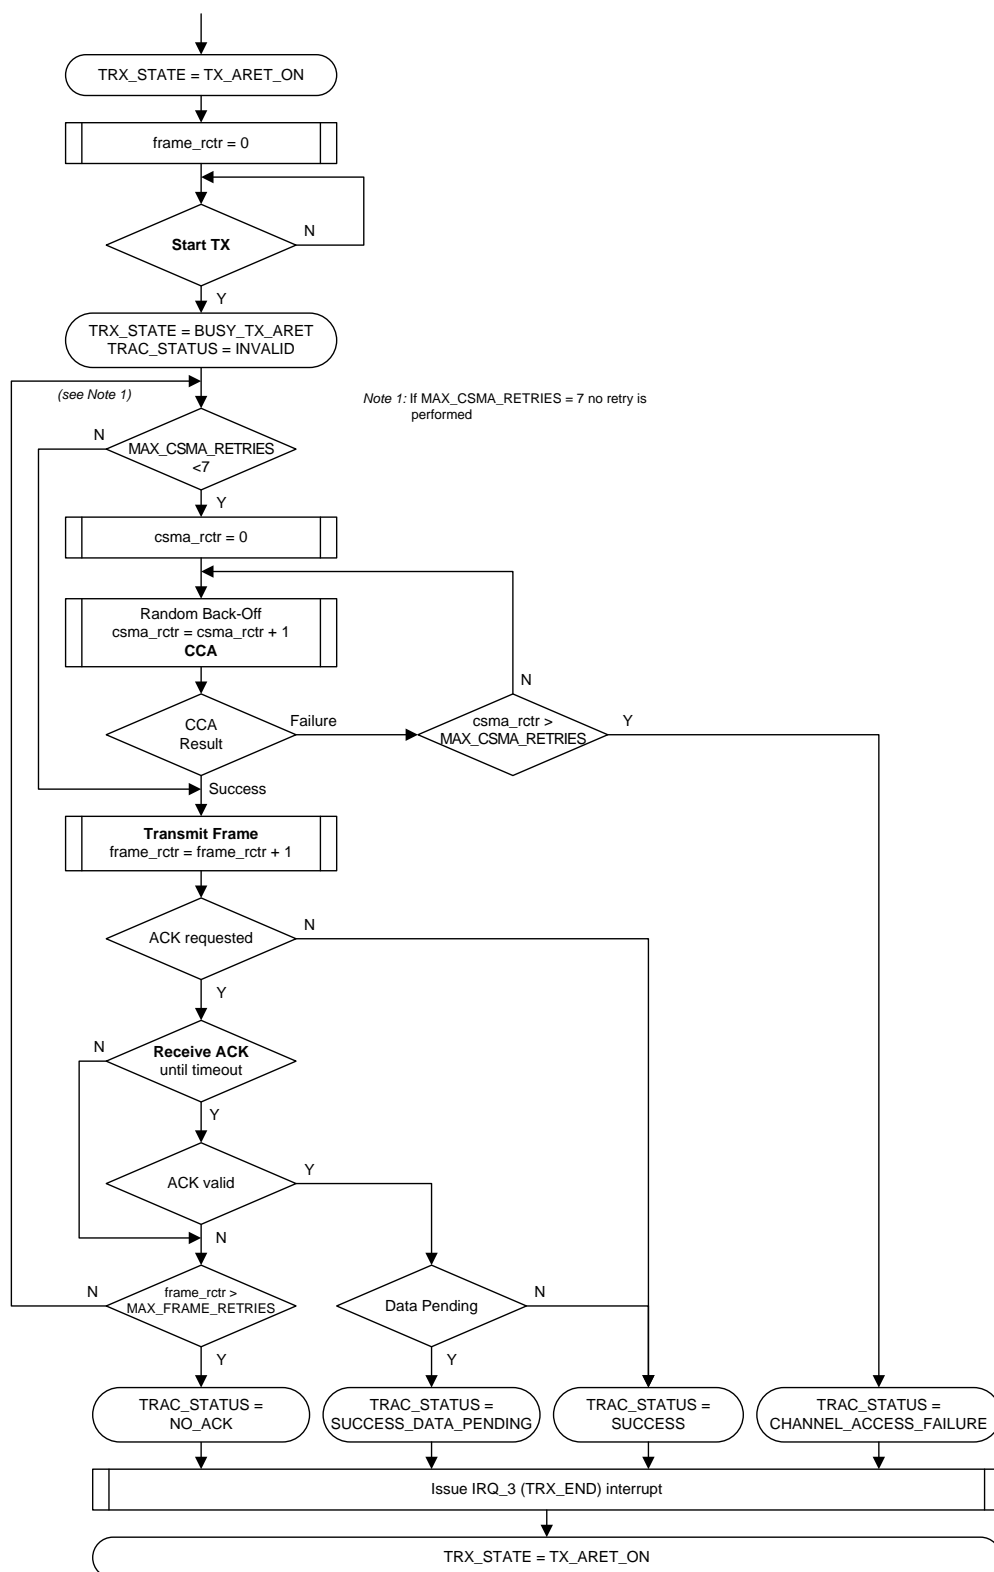 TRX_STATE = TX_ARET_ON
frame_rctr = 0
Start TX
N
Y
TRX_STATE = BUSY_TX_ARET
TRAC_STATUS = INVALID
(see Note 1)
Note 1: If MAX_CSMA_RETRIES = 7 no retry is
performed
N
MAX_CSMA_RETRIES
<7
Y
csma_rctr = 0
Random Back-Off
csma_rctr = csma_rctr + 1
CCA
N
CCA
Result
Failure
csma_rctr >
MAX_CSMA_RETRIES
Y
Success
Transmit Frame
frame_rctr = frame_rctr + 1
ACK requested
N
Y
N
Receive ACK
until timeout
Y
ACK valid
Y
N
N
frame_rctr >
MAX_FRAME_RETRIES
Data Pending
N
Y
Y
TRAC_STATUS =
NO_ACK
TRAC_STATUS =
SUCCESS_DATA_PENDING
TRAC_STATUS =
SUCCESS
TRAC_STATUS =
CHANNEL_ACCESS_FAILURE
Issue IRQ_3 (TRX_END) interrupt
TRX_STATE = TX_ARET_ON